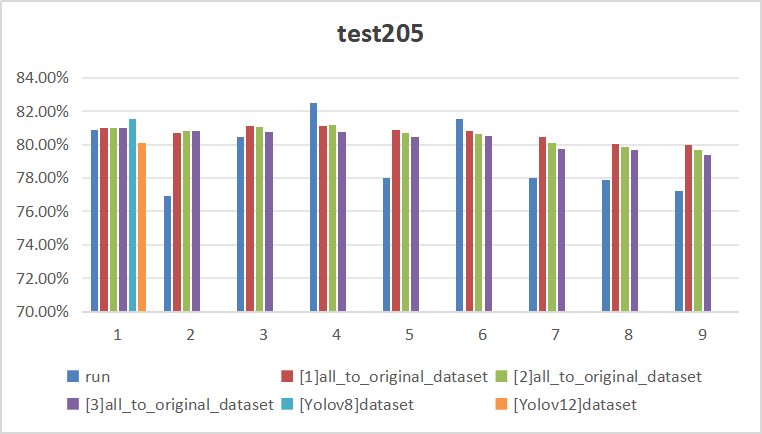 test205
84.00%
82.00%
80.00%
78.00%
76.00%
74.00%
72.00%
70.00%
1 2 3 4 5 6 7 8 9
run [1]all_to_original_dataset [2]all_to_original_dataset
[3]all_to_original_dataset [Yolov8]dataset [Yolov12]dataset